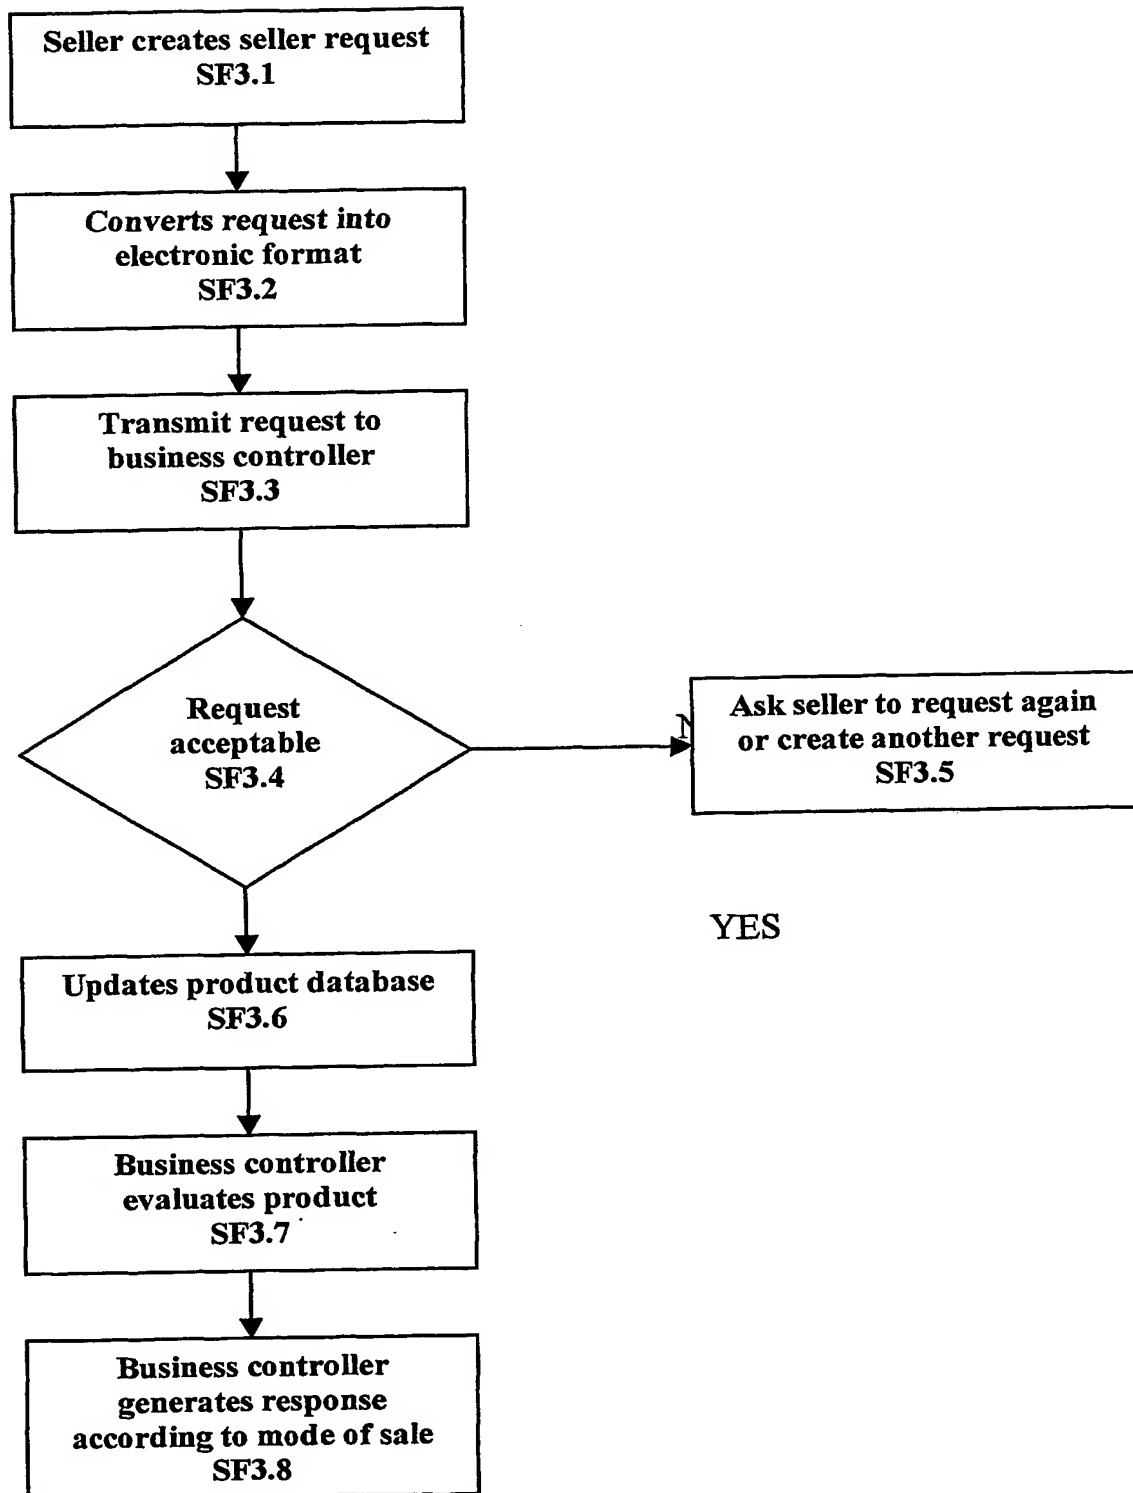 Seller creates seller request
SF3.1
Converts request into
electronic format
SF3.2
Transmit request to
business controller
SF3.3
Request
acceptable
SF3.4
N
Ask seller to request again
or create another request
SF3.5
YES
Updates product database
SF3.6
Business controller
evaluates product
SF3.7
Business controller
generates response
according to mode of sale
SF3.8